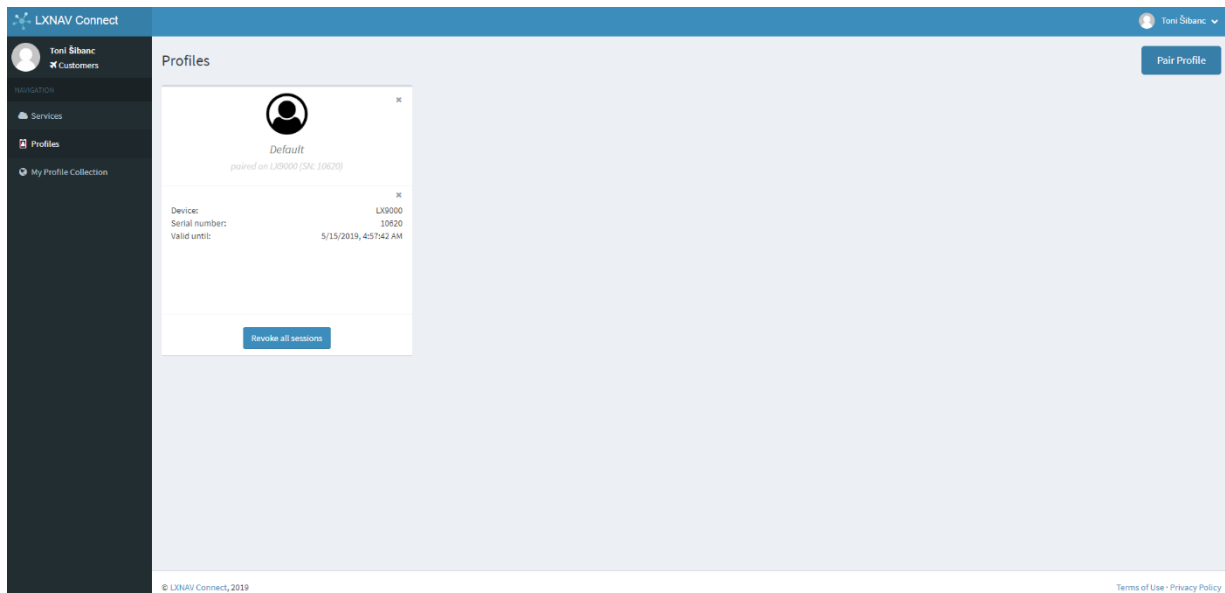 LXNAV Connect
Toni Šibanc
Toni Šibanc
Customers
NAVIGATION
Services
Profiles
My Profile Collection
Profiles
Pair Profile
Default
paired on LX9000 (SN: 10620)
Device: LX9000
Serial number: 10620
Valid until: 5/15/2019, 4:57:42 AM
Revoke all sessions
© LXNAV Connect, 2019
Terms of Use · Privacy Policy